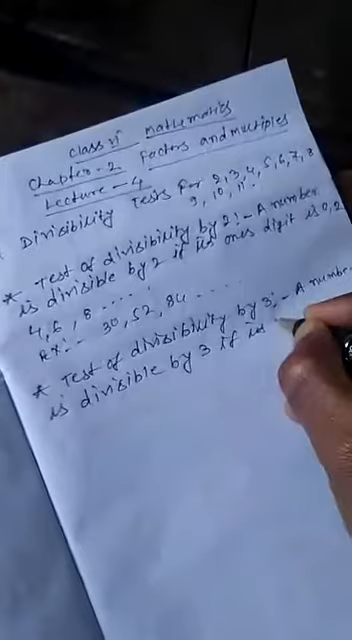 Class VI Mathematics
Chapter - 2 Factors and multiples
Lecture - 4
Divisibility Tests for 2, 3, 4, 5, 6, 7, 8
9, 10, 11.
* Test of divisibility by 2:- A number
is divisible by 2 if its ones digit is 0, 2
4, 6, 8 .....
Ex:- 30, 52, 84 .....
* Test of divisibility by 3:- A number
is divisible by 3 if